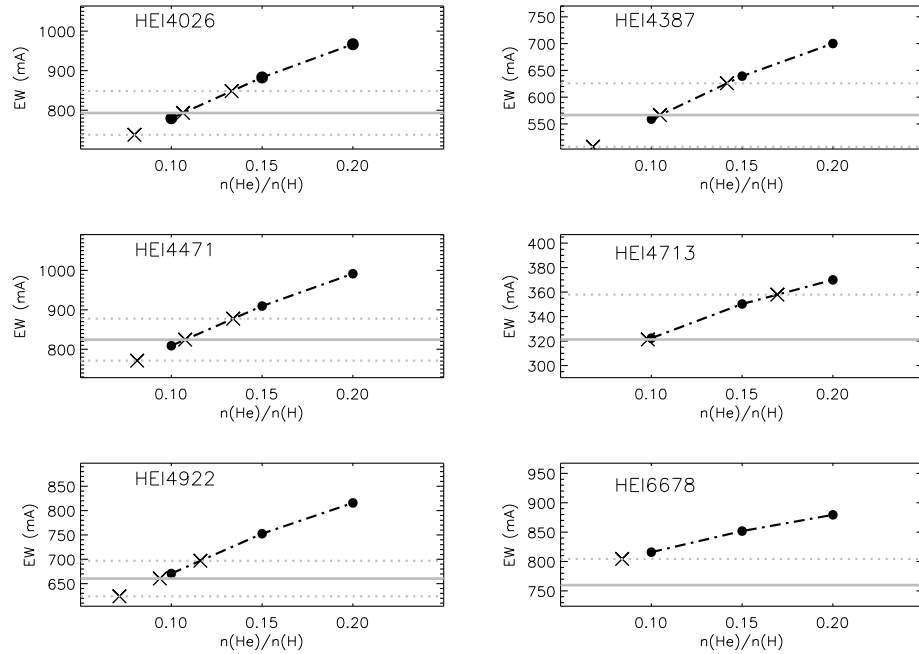 HEI4026
EW (mA)
1000
900
800
0.10 0.15 0.20
n(He)/n(H)
HEI4387
EW (mA)
750
700
650
600
550
0.10 0.15 0.20
n(He)/n(H)
HEI4471
EW (mA)
1000
900
800
0.10 0.15 0.20
n(He)/n(H)
HEI4713
EW (mA)
400
380
360
340
320
300
0.10 0.15 0.20
n(He)/n(H)
HEI4922
EW (mA)
850
800
750
700
650
0.10 0.15 0.20
n(He)/n(H)
HEI6678
EW (mA)
950
900
850
800
750
0.10 0.15 0.20
n(He)/n(H)